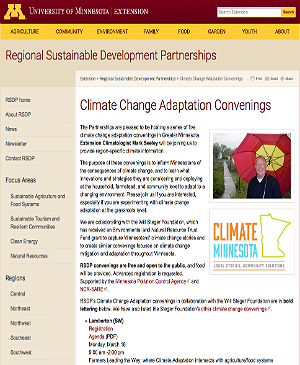 UNIVERSITY OF MINNESOTA | EXTENSION
Search Extension
Search
AGRICULTURE COMMUNITY ENVIRONMENT FAMILY FOOD GARDEN YOUTH ABOUT
Regional Sustainable Development Partnerships
Extension > Regional Sustainable Development Partnerships > Climate Change Adaptation Convenings
Print Email Share
RSDP home
About RSDP
News
Newsletter
Contact RSDP
Focus Areas
Sustainable Agriculture and
Food Systems
Sustainable Tourism and
Resilient Communities
Clean Energy
Natural Resources
Regions
Central
Northeast
Northwest
Southeast
Southwest
Climate Change Adaptation Convenings
The Partnerships are pleased to be hosting a series of five
climate change adaptation convenings in Greater Minnesota.
Extension Climatologist Mark Seeley will be joining us to
provide region-specific climate information.
The purpose of these convenings is to inform Minnesotans of
the consequences of climate change, and to learn what
innovations and strategies they are considering and deploying
at the household, farmstead, and community level to adapt to a
changing environment. Please join us if you are interested,
especially if you are experimenting with climate change
adaptation at the grassroots level.
We are collaborating with the Will Steger Foundation, which
has received an Environmental and Natural Resource Trust
Fund grant to capture Minnesotans' climate change stories and
to create similar convenings focused on climate change
mitigation and adaptation throughout Minnesota.
RSDP convenings are free and open to the public, and food
will be provided. Advanced registration is requested.
Supported by the Minnesota Pollution Control Agency and
NCR-SARE.
CLIMATE
MINNESOTA
LOCAL STORIES, COMMUNITY SOLUTIONS
RSDP's Climate Change Adaptation convenings in collaboration with the Will Steger Foundation are in bold
lettering below. We have also listed the Steger Foundation's other climate change convenings.
Lamberton (SW)
Registration
Agenda (PDF)
Monday, March 16
9:00 am -2:00 pm
Farmers Leading the Way: where Climate Adaptation intersects with agriculture/food systems